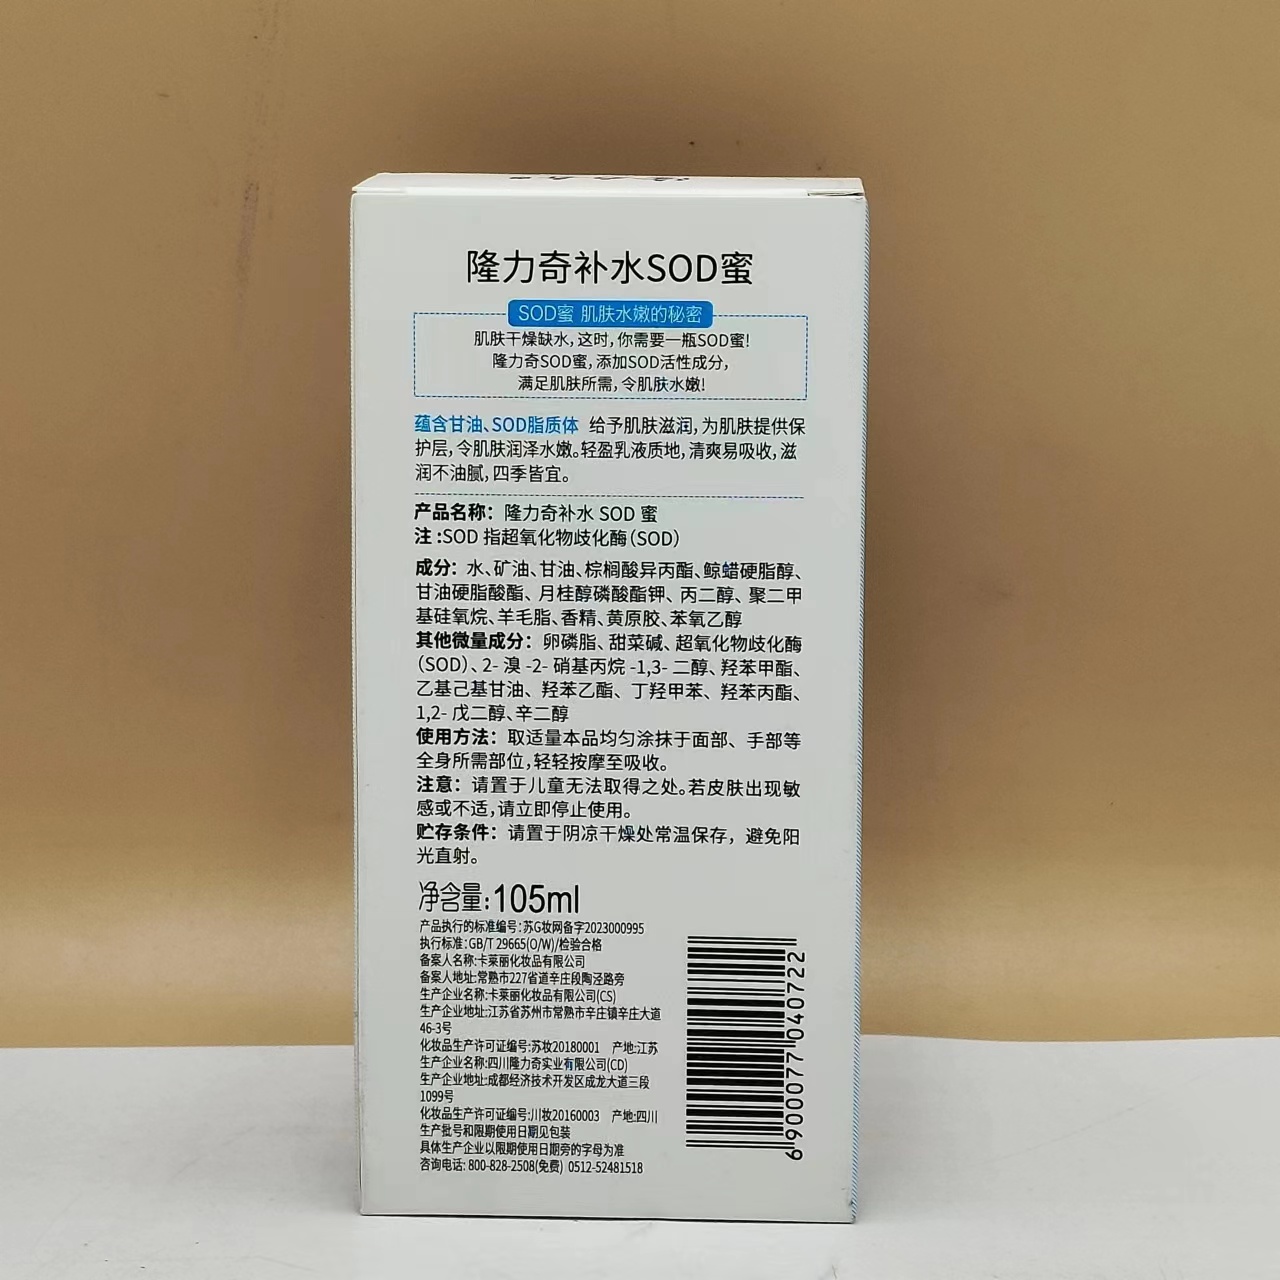 隆力奇补水SOD蜜
SOD蜜 肌肤水嫩的秘密
肌肤干燥缺水,这时,你需要一瓶SOD蜜!
隆力奇SOD蜜,添加SOD活性成分,
满足肌肤所需,令肌肤水嫩!
蕴含甘油、SOD脂质体 给予肌肤滋润,为肌肤提供保
护层,令肌肤润泽水嫩。轻盈乳液质地,清爽易吸收,滋
润不油腻,四季皆宜。
产品名称：隆力奇补水 SOD 蜜
注:SOD 指超氧化物歧化酶(SOD)
成分：水、矿油、甘油、棕榈酸异丙酯、鲸蜡硬脂醇、
甘油硬脂酸酯、月桂醇磷酸酯钾、丙二醇、聚二甲
基硅氧烷、羊毛脂、香精、黄原胶、苯氧乙醇
其他微量成分：卵磷脂、甜菜碱、超氧化物歧化酶
(SOD)、2- 溴 -2- 硝基丙烷 -1,3- 二醇、羟苯甲酯、
乙基己基甘油、羟苯乙酯、丁羟甲苯、羟苯丙酯、
1,2- 戊二醇、辛二醇
使用方法：取适量本品均匀涂抹于面部、手部等
全身所需部位,轻轻按摩至吸收。
注意：请置于儿童无法取得之处。若皮肤出现敏
感或不适,请立即停止使用。
贮存条件：请置于阴凉干燥处常温保存，避免阳
光直射。
净含量:105ml
产品执行的标准编号:苏G妆网备字2023000995
执行标准:GB/T 29665(O/W)/检验合格
备案人名称:卡莱丽化妆品有限公司
备案人地址:常熟市227省道辛庄段陶泾路旁
生产企业名称:卡莱丽化妆品有限公司(CS)
生产企业地址:江苏省苏州市常熟市辛庄镇辛庄大道
46-3号
化妆品生产许可证编号:苏妆20180001 产地:江苏
生产企业名称:四川隆力奇实业有限公司(CD)
生产企业地址:成都经济技术开发区成龙大道三段
1099号
化妆品生产许可证编号:川妆20160003 产地:四川
生产批号和限期使用日期见包装
具体生产企业以限期使用日期旁的字母为准
咨询电话: 800-828-2508(免费) 0512-52481518
6 900077 040722